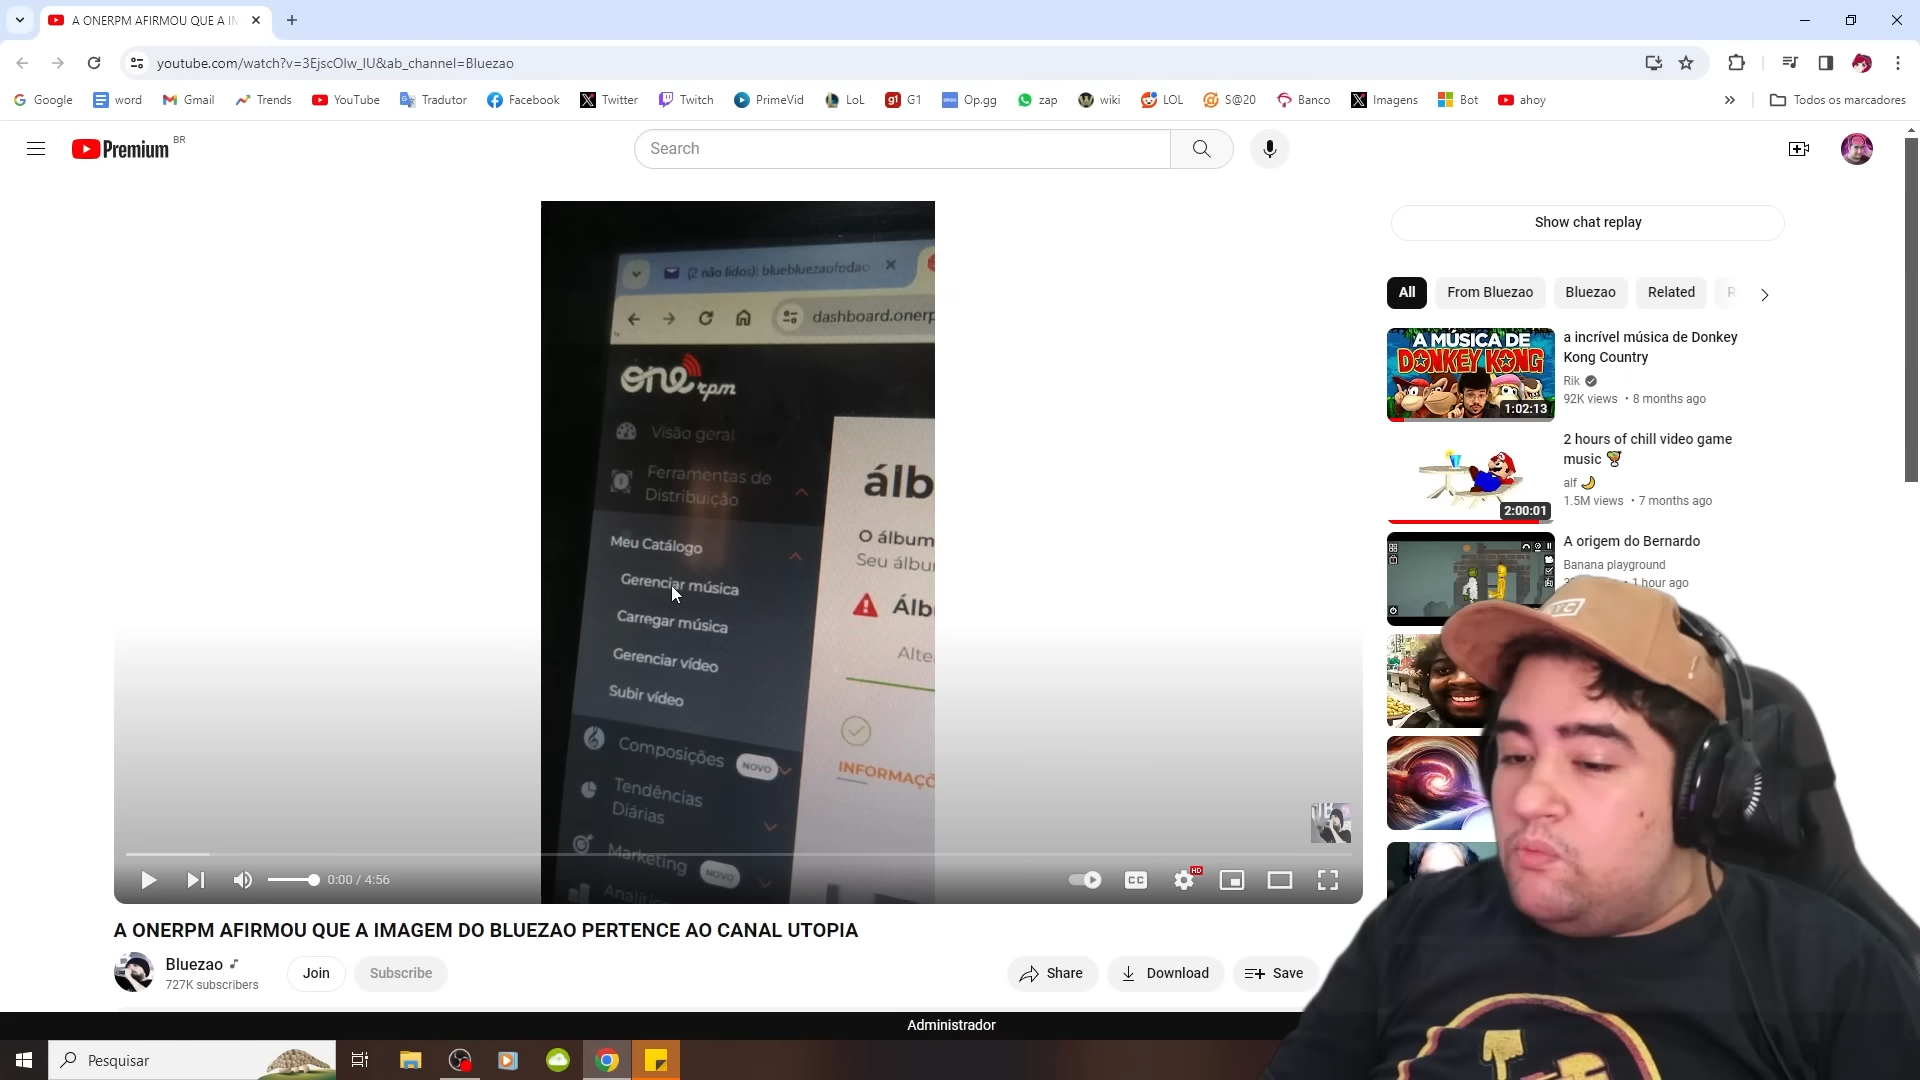 A ONERPM AFIRMOU QUE A IM
youtube.com/watch?v=3EjscOlw_IU&ab_channel=Bluezao
Google word Gmail Trends YouTube Tradutor Facebook Twitter Twitch PrimeVid LoL G1 Op.gg zap wiki LOL S@20 Banco Imagens Bot ahoy » Todos os marcadores
Premium BR
Search
Show chat replay
(2 não lidos): bluebluezaofodao
dashboard.onerp
one rpm
Visão geral
Ferramentas de
Distribuição
álb
O álbum
Seu álbu
Meu Catálogo
Gerenciar música
Álb
Carregar música
Gerenciar vídeo
Alte
Subir vídeo
Composições NOVO
INFORMAÇÕ
Tendências
Diárias
Marketing NOVO
0:00 / 4:56
CC
HD
All From Bluezao Bluezao Related
A MÚSICA DE
DONKEY KONG
1:02:13
a incrível música de Donkey
Kong Country
Rik
92K views • 8 months ago
2:00:01
2 hours of chill video game
music
alf
1.5M views • 7 months ago
A origem do Bernardo
Banana playground
1 hour ago
A ONERPM AFIRMOU QUE A IMAGEM DO BLUEZAO PERTENCE AO CANAL UTOPIA
Bluezao
727K subscribers
Join Subscribe
Share Download Save
Administrador
Pesquisar